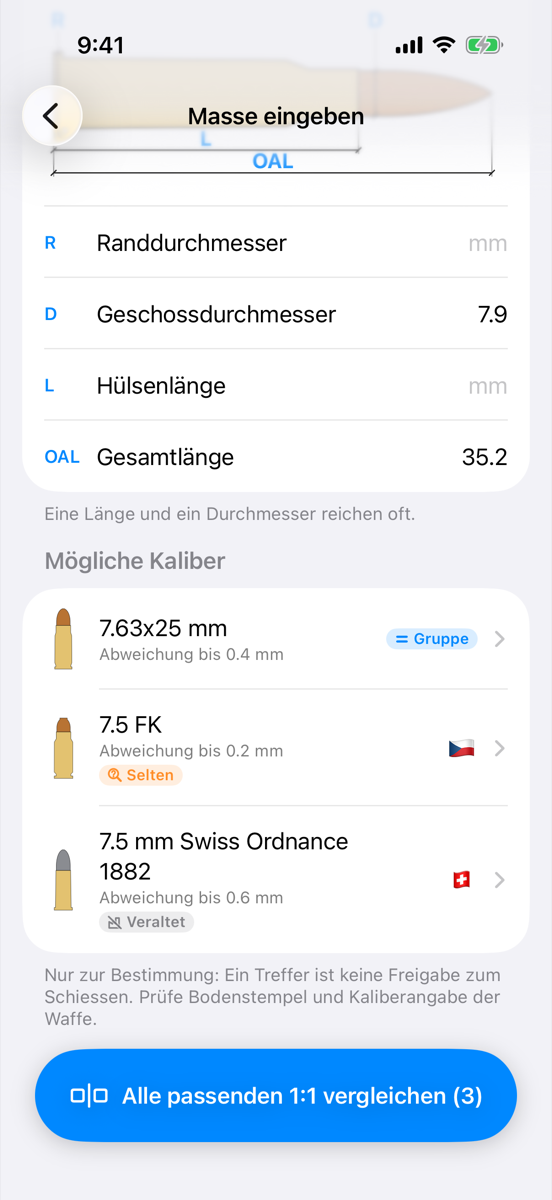 R
D
9:41
Masse eingeben
L
OAL
R Randdurchmesser mm
D Geschossdurchmesser 7.9
L Hülsenlänge mm
OAL Gesamtlänge 35.2
Eine Länge und ein Durchmesser reichen oft.
Mögliche Kaliber
7.63x25 mm
Abweichung bis 0.4 mm
= Gruppe
7.5 FK
Abweichung bis 0.2 mm
Selten
7.5 mm Swiss Ordnance
1882
Abweichung bis 0.6 mm
Veraltet
Nur zur Bestimmung: Ein Treffer ist keine Freigabe zum
Schiessen. Prüfe Bodenstempel und Kaliberangabe der
Waffe.
Alle passenden 1:1 vergleichen (3)